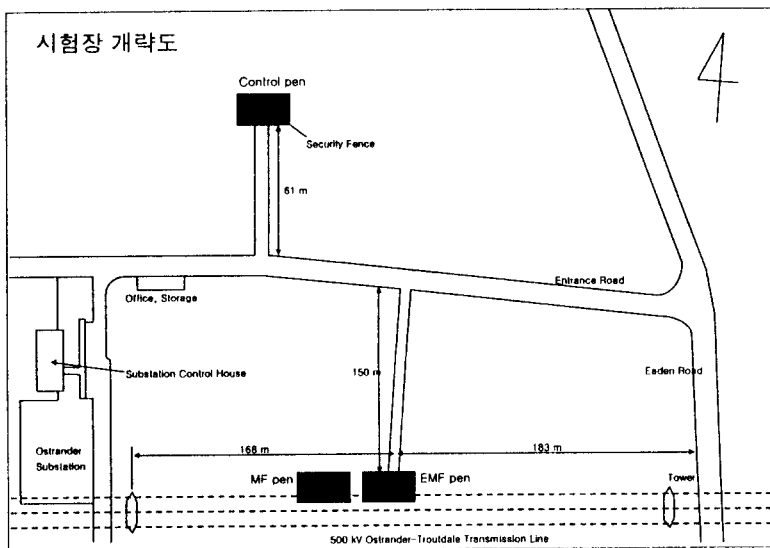 시험장 개략도
Control pen
Security Fence
61 m
Entrance Road
Office, Storage
Substation Control House
150 m
Eaden Road
Ostrander
Substation
168 m
183 m
MF pen
EMF pen
Tower
500 kV Ostrander-Troutdale Transmission Line